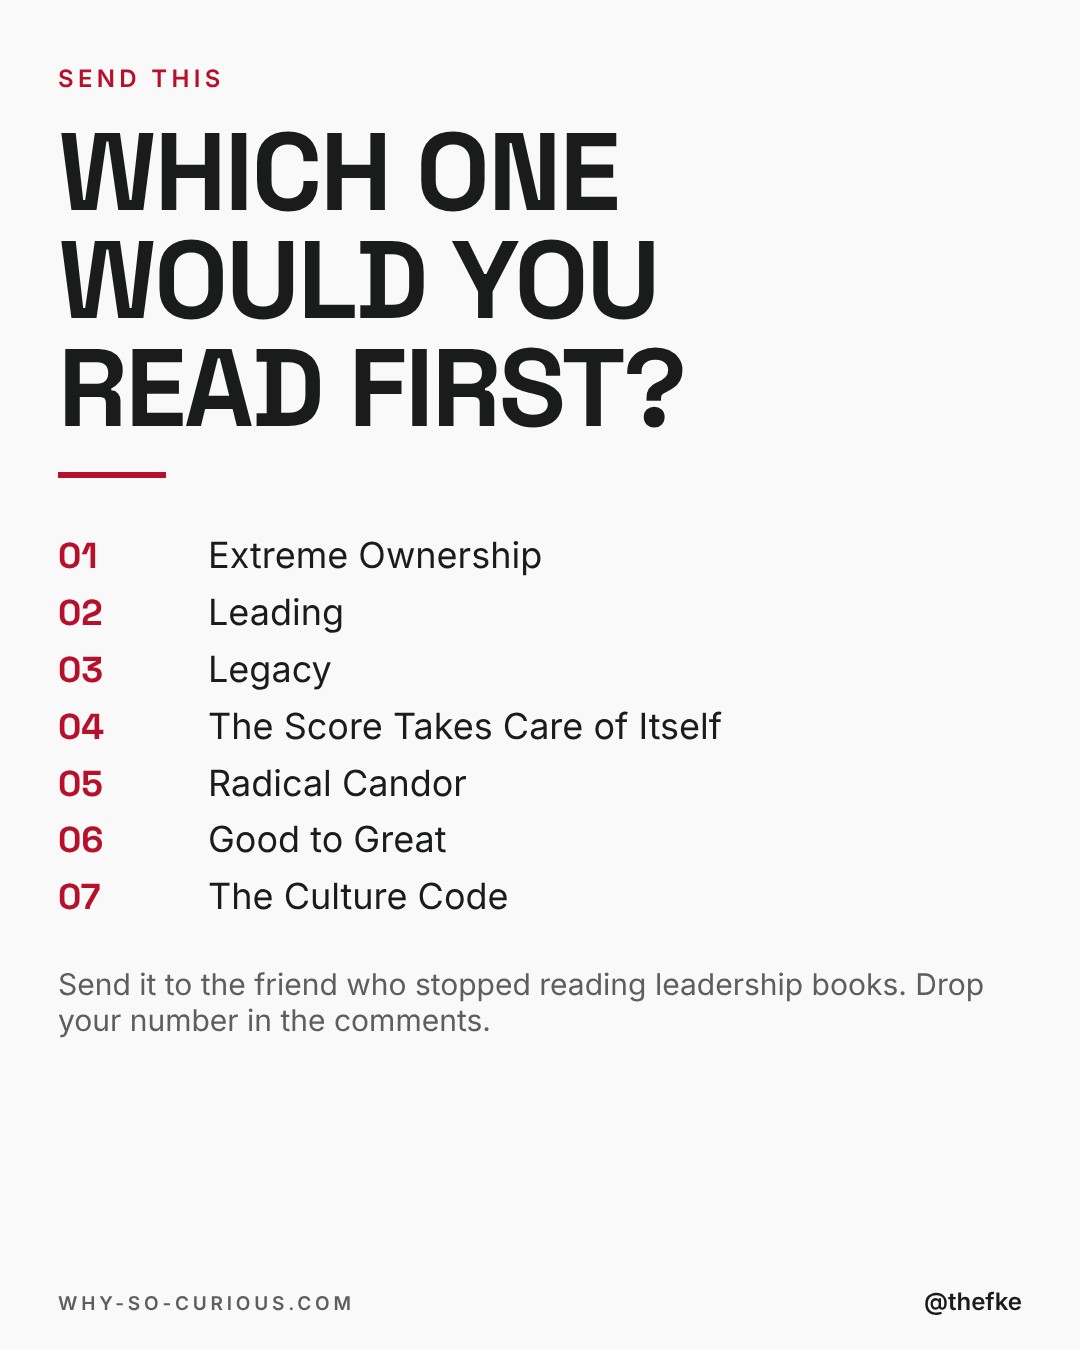 SEND THIS
WHICH ONE
WOULD YOU
READ FIRST?
01 Extreme Ownership
02 Leading
03 Legacy
04 The Score Takes Care of Itself
05 Radical Candor
06 Good to Great
07 The Culture Code
Send it to the friend who stopped reading leadership books. Drop
your number in the comments.
WHY-SO-CURIOUS.COM
@thefke